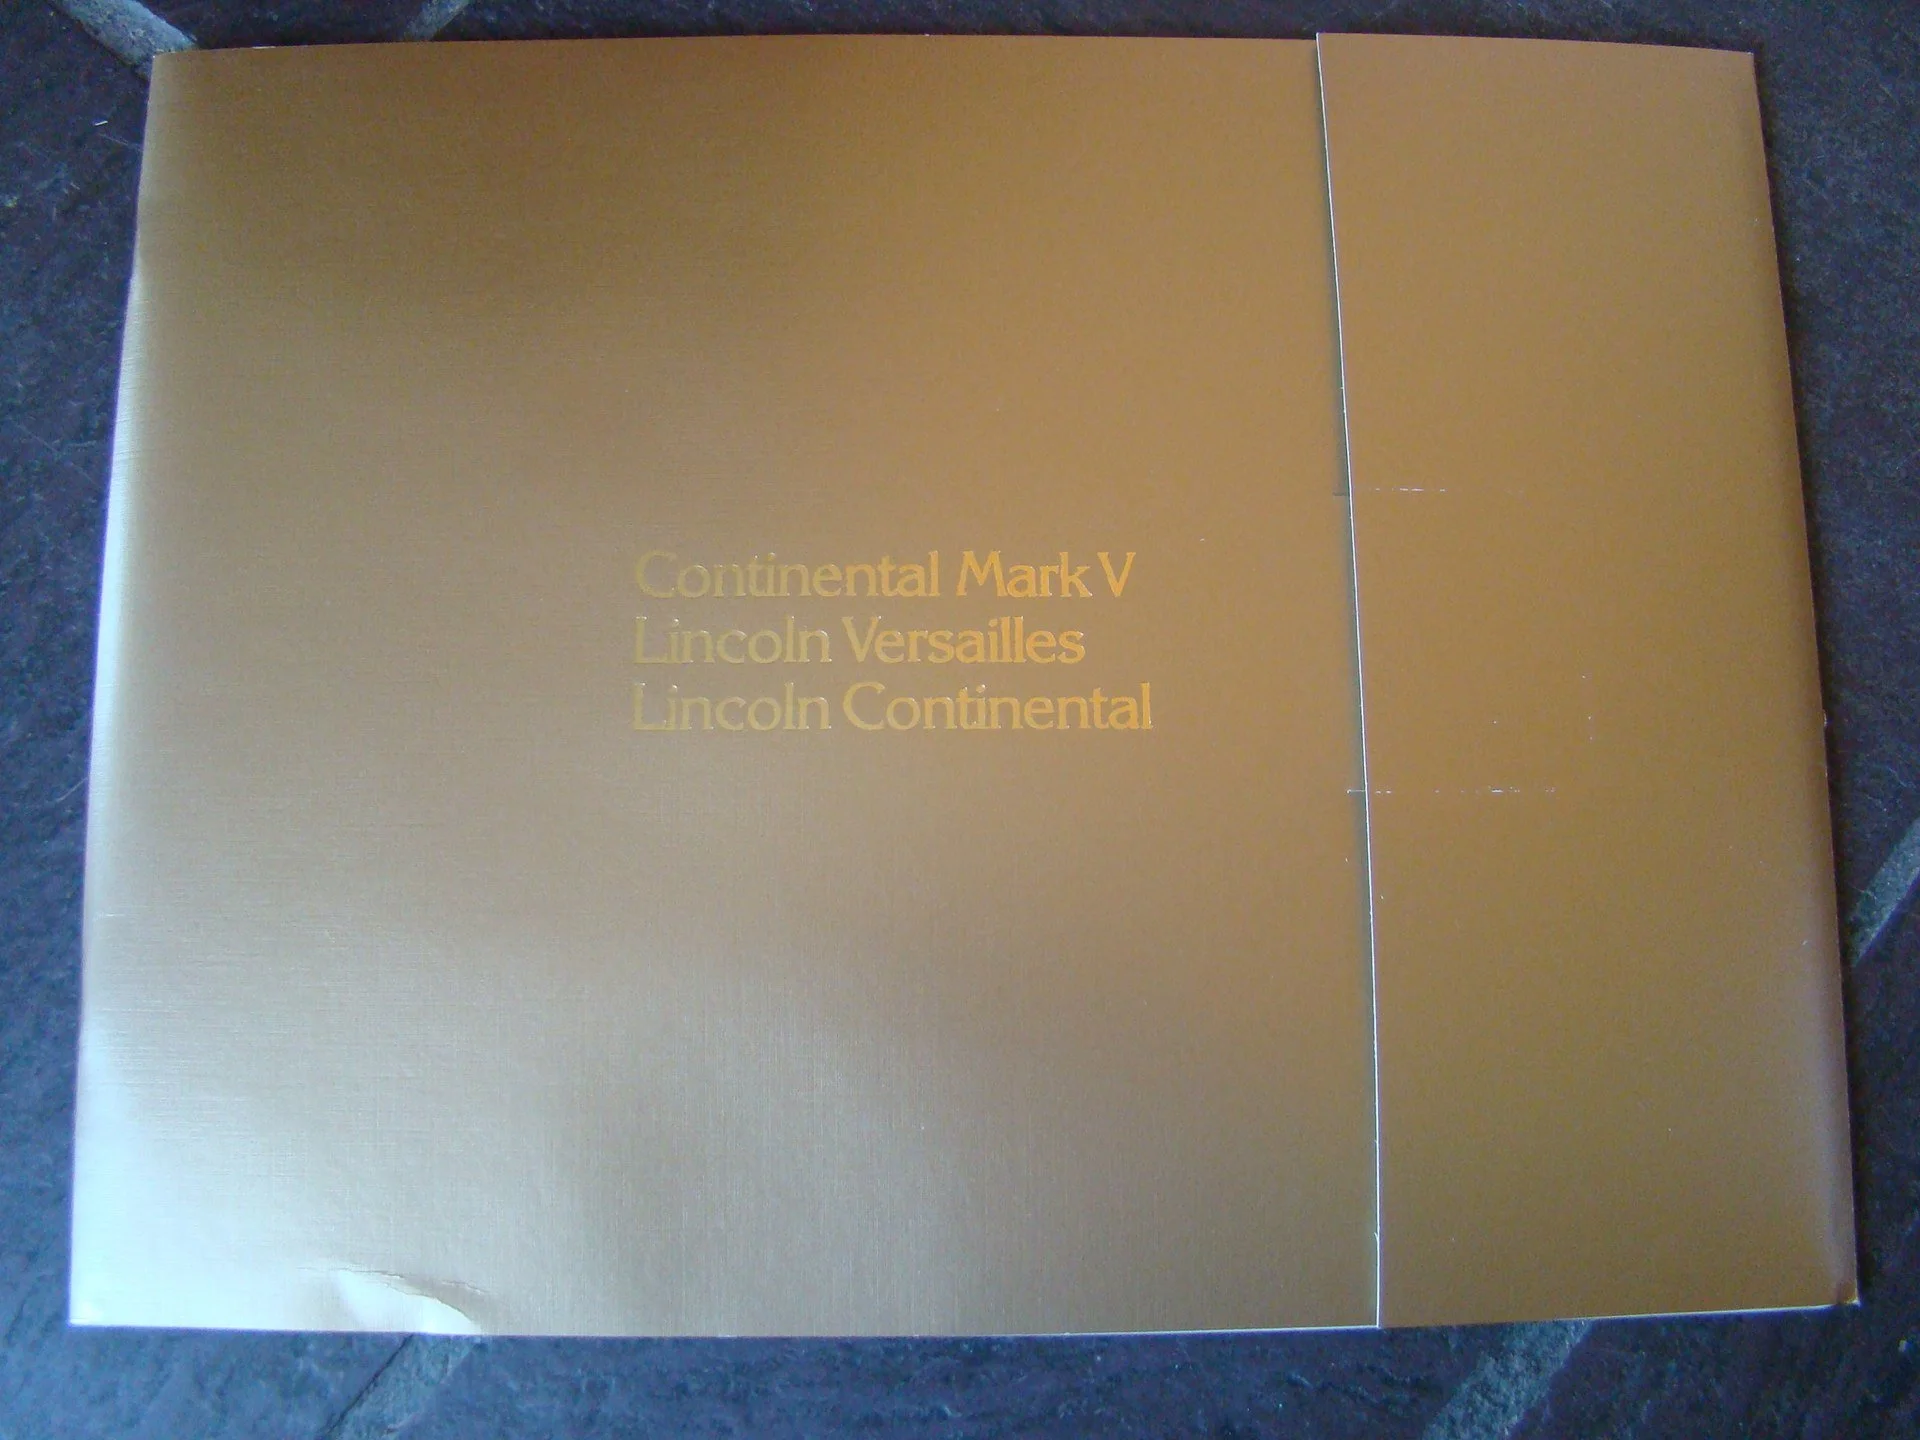 Continental Mark V
Lincoln Versailles
Lincoln Continental